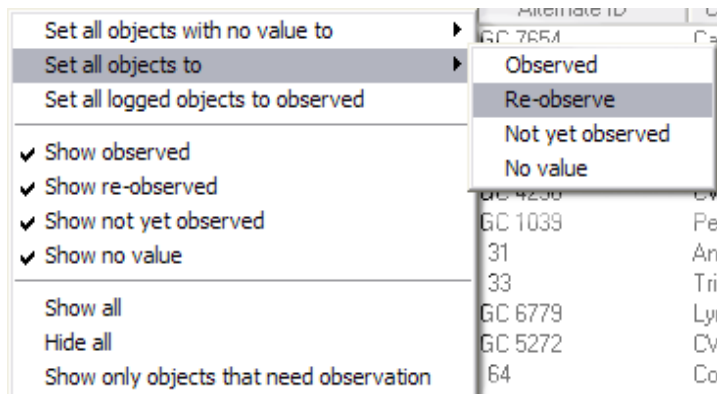 Alternate ID
Set all objects with no value to
GC 7654
Set all objects to
Observed
Set all logged objects to observed
Re-observe
Not yet observed
Show observed
No value
Show re-observed
GC 4258
Show not yet observed
GC 1039
Show no value
31
33
Show all
GC 6779
Hide all
GC 5272
Show only objects that need observation
64